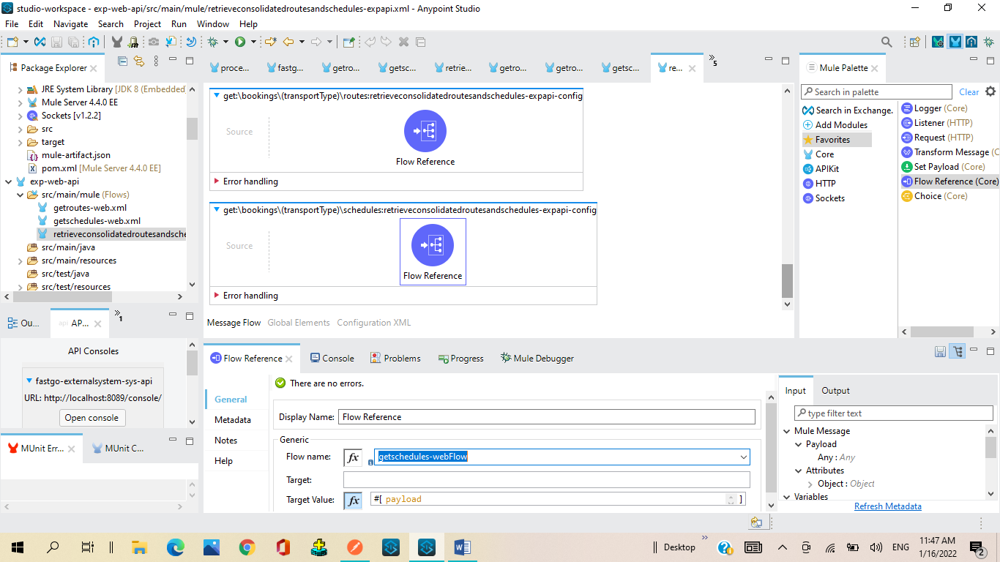 studio-workspace - exp-web-api/src/main/mule/retrieveconsolidatedroutesandschedules-expapi.xml - Anypoint Studio
File Edit Navigate Search Project Run Window Help
Package Explorer
JRE System Library [JDK 8 (Embedded
Mule Server 4.4.0 EE
Sockets [v1.2.2]
src
target
mule-artifact.json
pom.xml [Mule Server 4.4.0 EE]
exp-web-api
src/main/mule (Flows)
getroutes-web.xml
getschedules-web.xml
retrieveconsolidatedroutesandsche
src/main/java
src/main/resources
src/test/java
src/test/resources
Ou...
AP...
1
API Consoles
fastgo-externalsystem-sys-api
URL: http://localhost:8089/console/
Open console
MUnit Err...
MUnit C...
proce...
fastg...
getro...
getsc...
retrie...
getro...
getro...
getsc...
re...
5
get:\bookings\(transportType)\routes:retrieveconsolidatedroutesandschedules-expapi-config
Source
Flow Reference
Error handling
get:\bookings\(transportType)\schedules:retrieveconsolidatedroutesandschedules-expapi-config
Source
Flow Reference
Error handling
Message Flow Global Elements Configuration XML
Mule Palette
Search in palette
Clear
Search in Exchange.
Add Modules
Favorites
Core
APIKit
HTTP
Sockets
Logger (Core)
Listener (HTTP)
Request (HTTP)
Transform Message (C
Set Payload (Core)
Flow Reference (Core)
Choice (Core)
Flow Reference
Console
Problems
Progress
Mule Debugger
There are no errors.
General
Metadata
Notes
Help
Display Name: Flow Reference
Generic
Flow name: fx getschedules-webFlow
Target:
Target Value: fx #[ payload ]
Input
Output
type filter text
Mule Message
Payload
Any : Any
Attributes
Object : Object
Variables
Refresh Metadata
Desktop
ENG
11:47 AM
1/16/2022
2